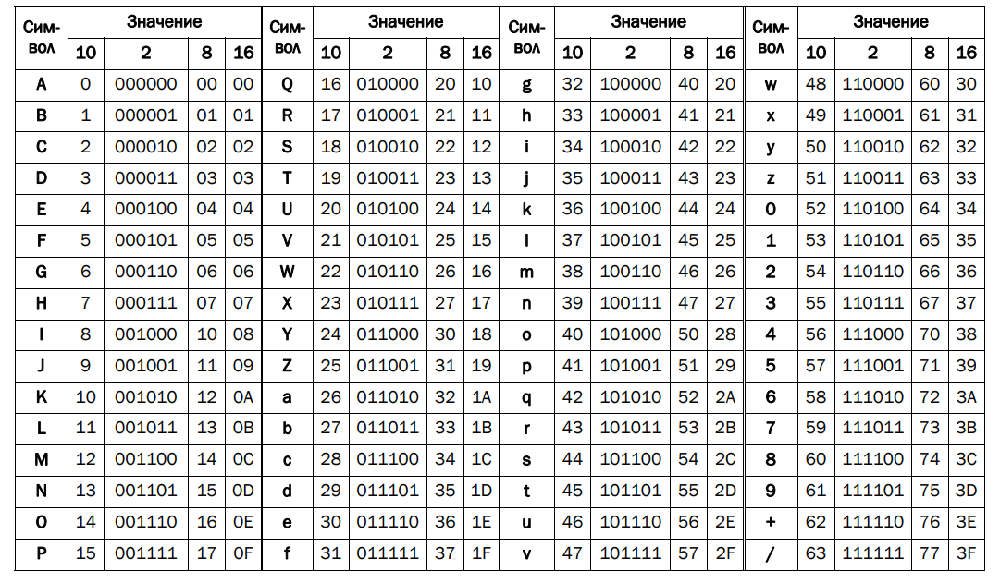 Сим-вол Значение Сим-вол Значение Сим-вол Значение Сим-вол Значение
10 2 8 16 10 2 8 16 10 2 8 16 10 2 8 16
A 0 000000 00 00 Q 16 010000 20 10 g 32 100000 40 20 w 48 110000 60 30
B 1 000001 01 01 R 17 010001 21 11 h 33 100001 41 21 x 49 110001 61 31
C 2 000010 02 02 S 18 010010 22 12 i 34 100010 42 22 y 50 110010 62 32
D 3 000011 03 03 T 19 010011 23 13 j 35 100011 43 23 z 51 110011 63 33
E 4 000100 04 04 U 20 010100 24 14 k 36 100100 44 24 0 52 110100 64 34
F 5 000101 05 05 V 21 010101 25 15 l 37 100101 45 25 1 53 110101 65 35
G 6 000110 06 06 W 22 010110 26 16 m 38 100110 46 26 2 54 110110 66 36
H 7 000111 07 07 X 23 010111 27 17 n 39 100111 47 27 3 55 110111 67 37
I 8 001000 10 08 Y 24 011000 30 18 o 40 101000 50 28 4 56 111000 70 38
J 9 001001 11 09 Z 25 011001 31 19 p 41 101001 51 29 5 57 111001 71 39
K 10 001010 12 0A a 26 011010 32 1A q 42 101010 52 2A 6 58 111010 72 3A
L 11 001011 13 0B b 27 011011 33 1B r 43 101011 53 2B 7 59 111011 73 3B
M 12 001100 14 0C c 28 011100 34 1C s 44 101100 54 2C 8 60 111100 74 3C
N 13 001101 15 0D d 29 011101 35 1D t 45 101101 55 2D 9 61 111101 75 3D
O 14 001110 16 0E e 30 011110 36 1E u 46 101110 56 2E + 62 111110 76 3E
P 15 001111 17 0F f 31 011111 37 1F v 47 101111 57 2F / 63 111111 77 3F